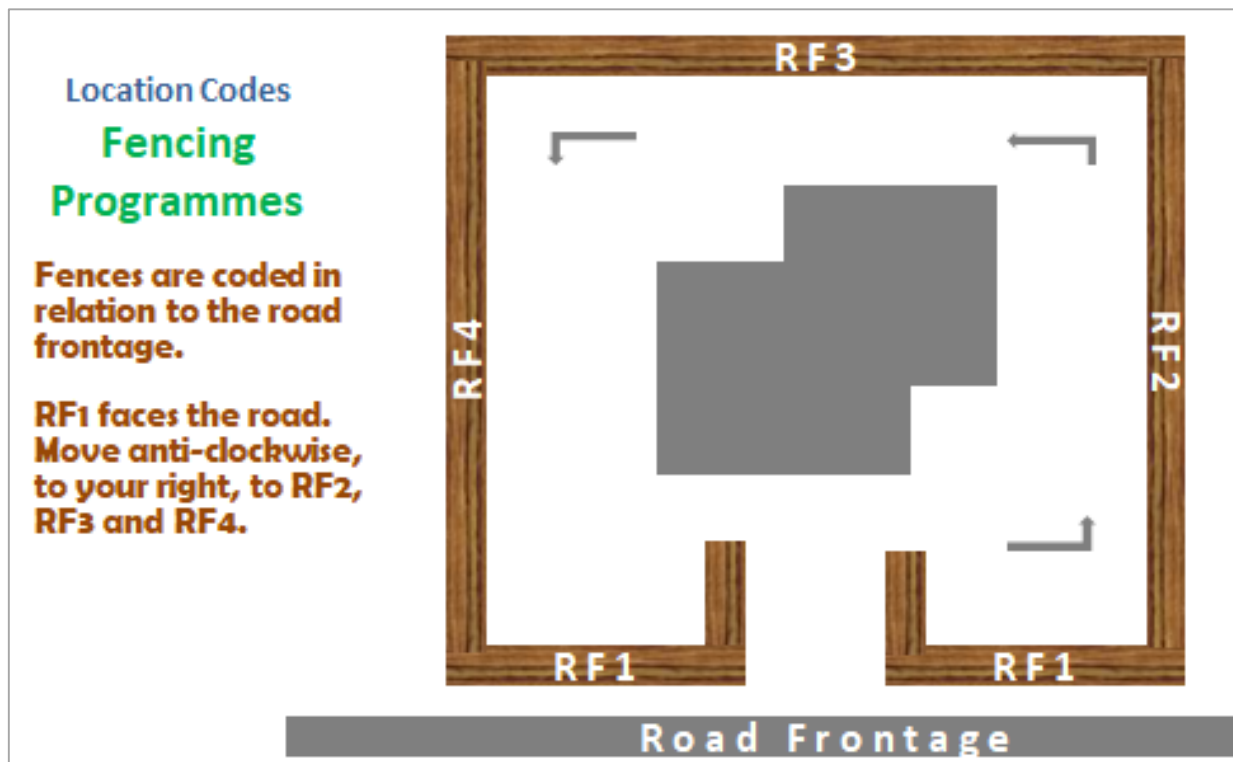 Location Codes
Fencing
Programmes
Fences are coded in
relation to the road
frontage.
RF1 faces the road.
Move anti-clockwise,
to your right, to RF2,
RF3 and RF4.
RF3
RF4
RF2
RF1
RF1
Road Frontage